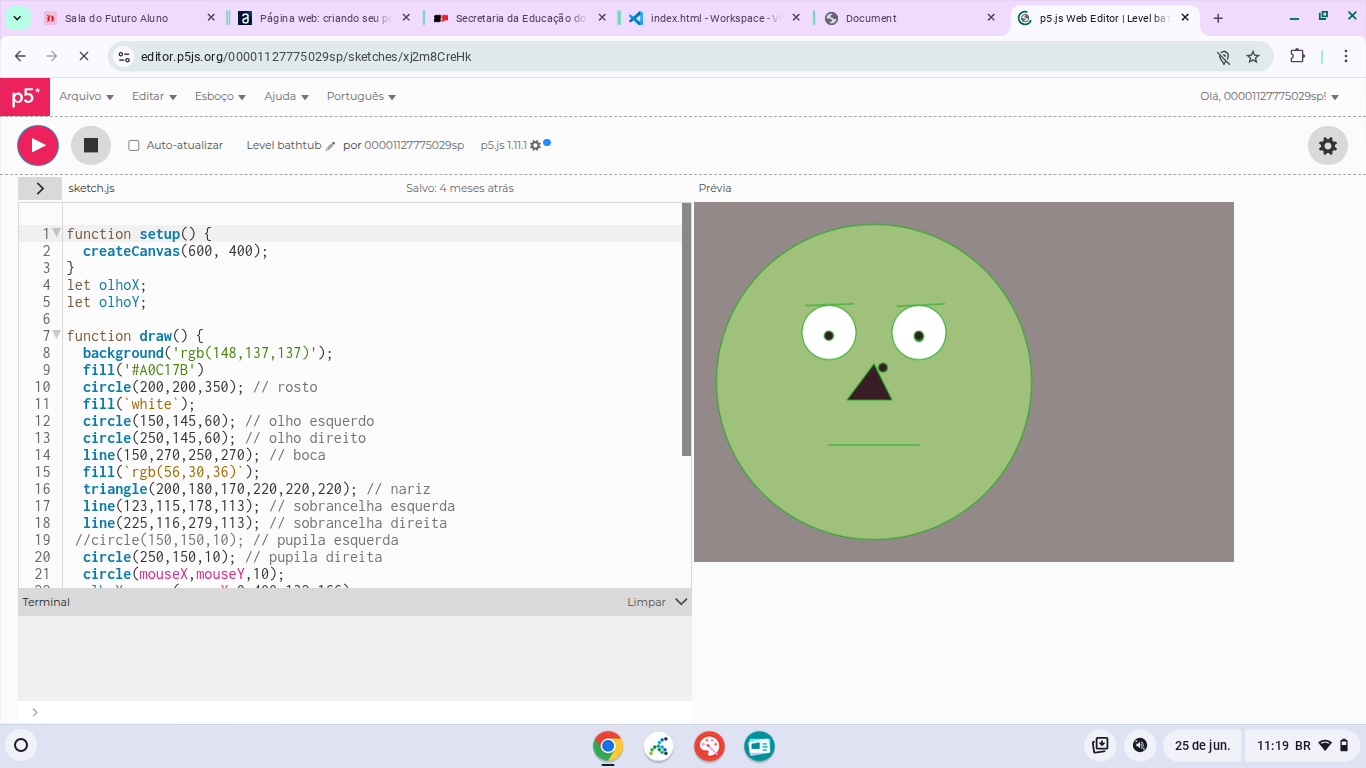 Sala do Futuro Aluno
Página web: criando seu po
Secretaria da Educação do
index.html - Workspace - V
Document
p5.js Web Editor | Level bat
editor.p5js.org/00001127775029sp/sketches/xj2m8CreHk
p5*
Arquivo
Editar
Esboço
Ajuda
Português
Olá, 00001127775029sp!
Auto-atualizar
Level bathtub
por 00001127775029sp
p5.js 1.11.1
sketch.js
Salvo: 4 meses atrás
Prévia
1 function setup() {
2 createCanvas(600, 400);
3 }
4 let olhoX;
5 let olhoY;
6
7 function draw() {
8 background('rgb(148,137,137)');
9 fill('#A0C17B')
10 circle(200,200,350); // rosto
11 fill(`white`);
12 circle(150,145,60); // olho esquerdo
13 circle(250,145,60); // olho direito
14 line(150,270,250,270); // boca
15 fill(`rgb(56,30,36)`);
16 triangle(200,180,170,220,220,220); // nariz
17 line(123,115,178,113); // sobrancelha esquerda
18 line(225,116,279,113); // sobrancelha direita
19 //circle(150,150,10); // pupila esquerda
20 circle(250,150,10); // pupila direita
21 circle(mouseX,mouseY,10);
Terminal
Limpar
25 de jun.
11:19 BR